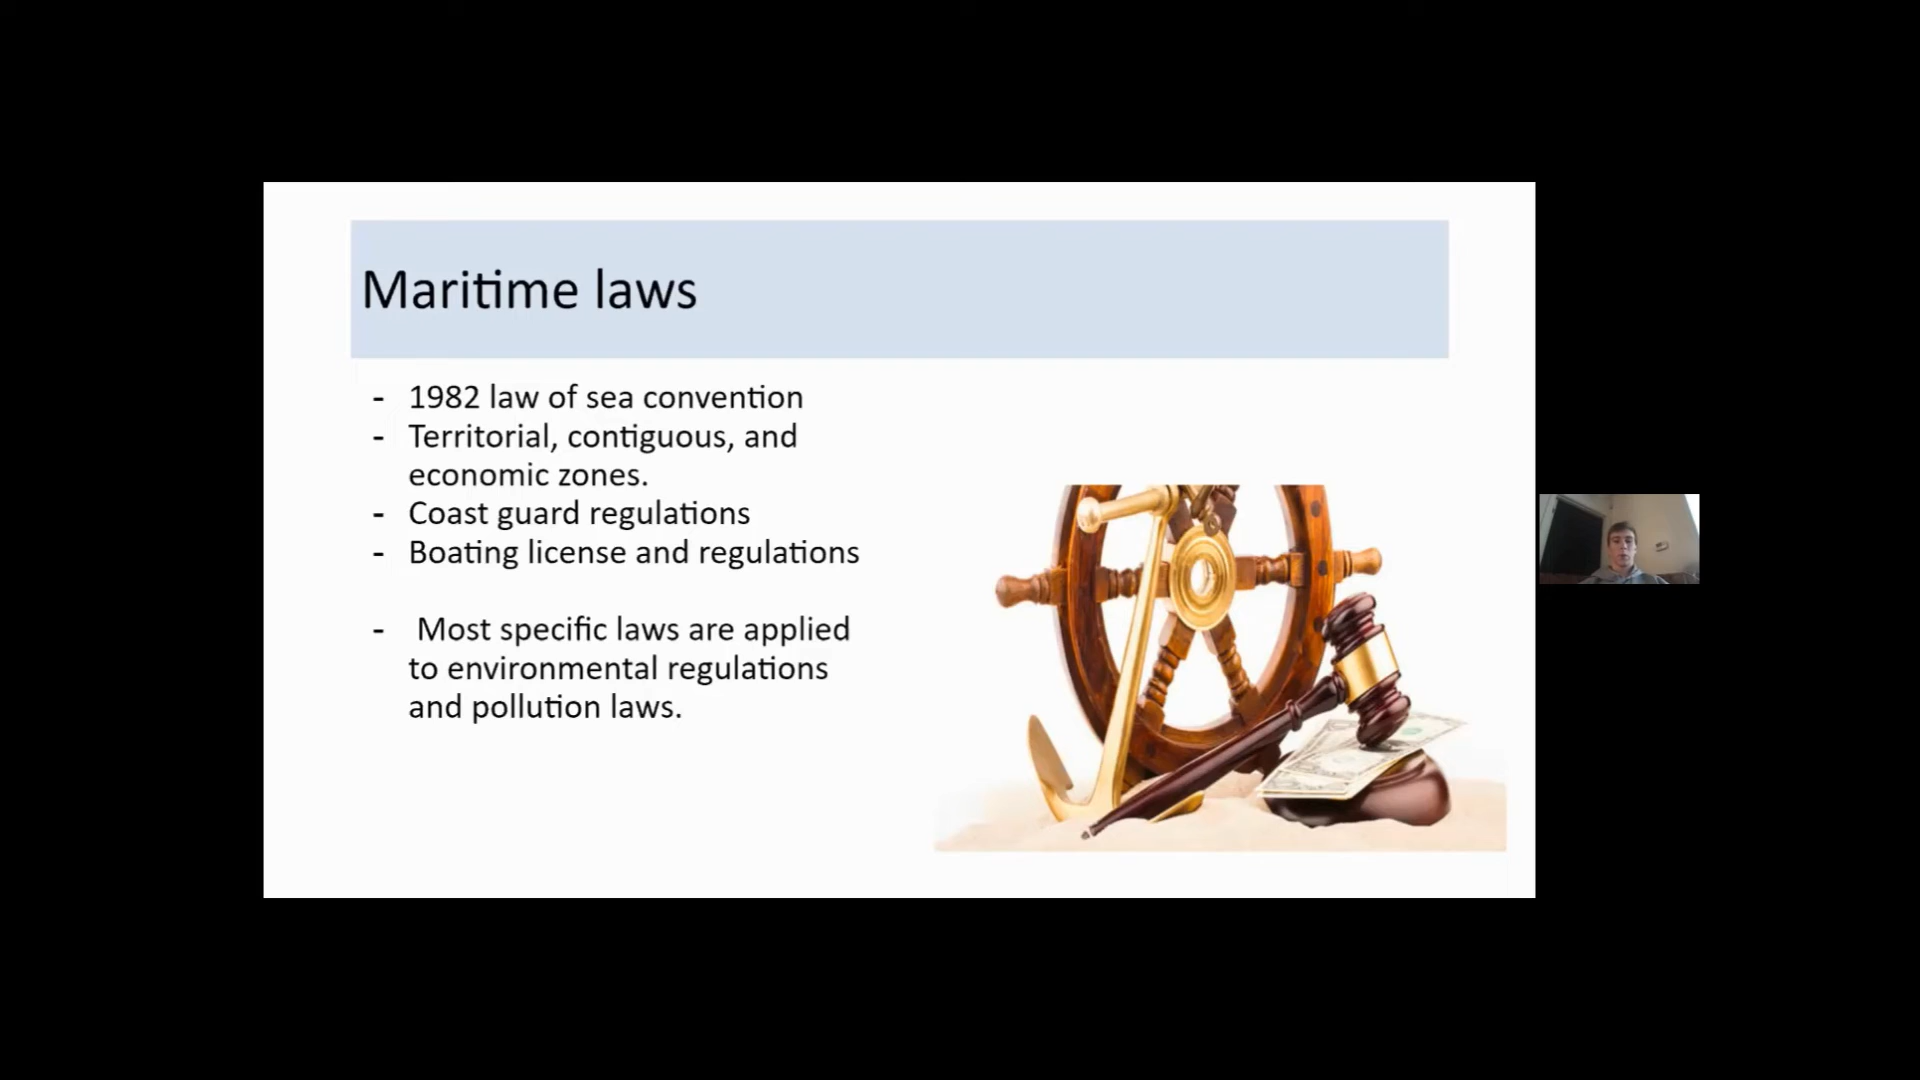 Maritime laws
- 1982 law of sea convention
- Territorial, contiguous, and
economic zones.
- Coast guard regulations
- Boating license and regulations
- Most specific laws are applied
to environmental regulations
and pollution laws.